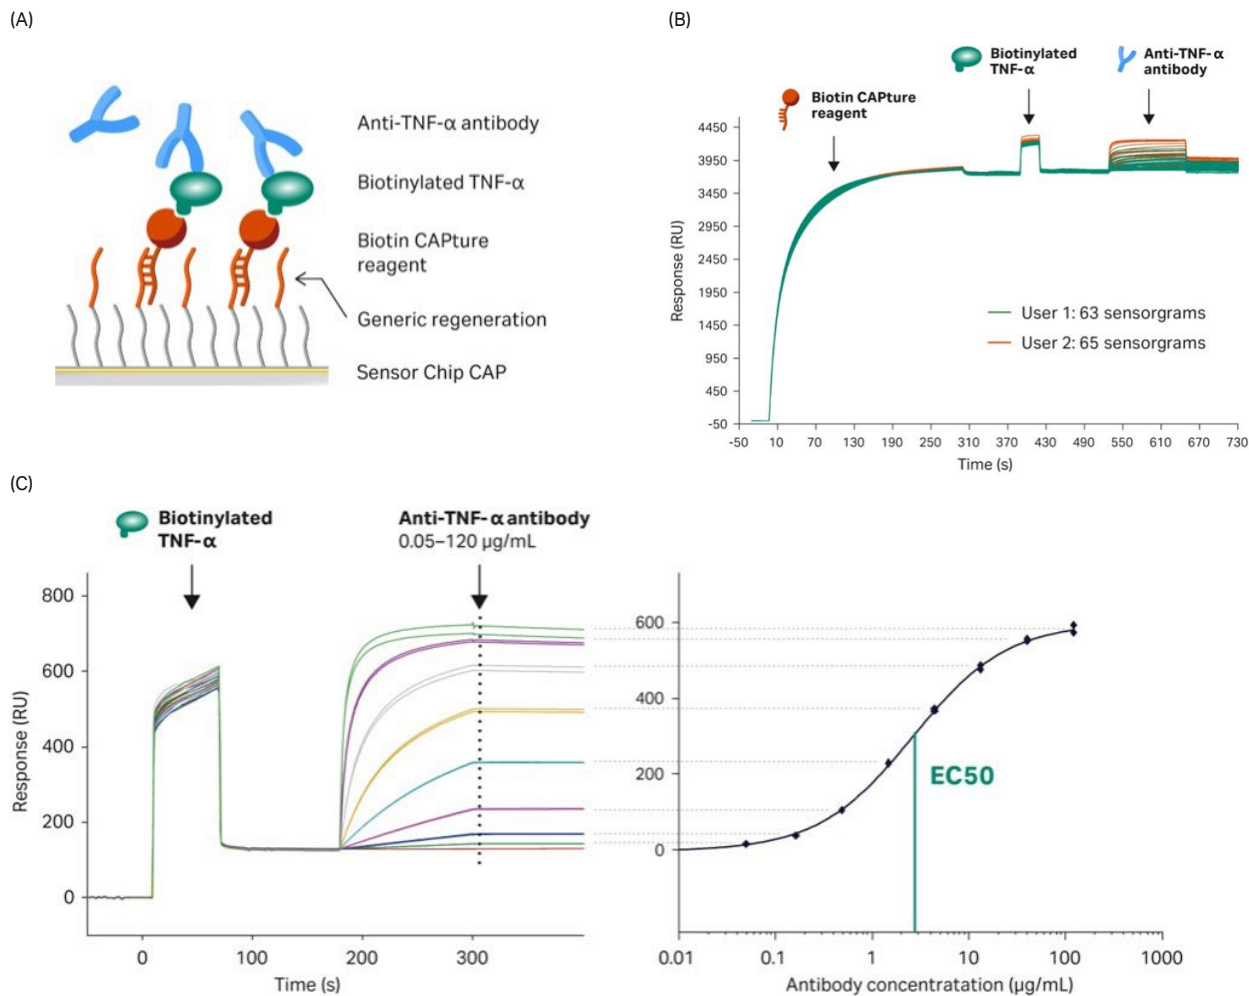 (A)
Anti-TNF-α antibody
Biotinylated TNF-α
Biotin CAPture
reagent
Generic regeneration
Sensor Chip CAP
(B)
Biotinylated
TNF-α
Anti-TNF-α
antibody
Biotin CAPture
reagent
4450
3950
3450
2950
2450
1950
1450
950
450
-50
Response (RU)
User 1: 63 sensorgrams
User 2: 65 sensorgrams
-50 10 70 130 190 250 310 370 430 490 550 610 670 730
Time (s)
(C)
Biotinylated
TNF-α
Anti-TNF-α antibody
0.05–120 µg/mL
800
600
400
200
0
Response (RU)
0 100 200 300
Time (s)
600
400
200
0
EC50
0.01 0.1 1 10 100 1000
Antibody concentratation (µg/mL)